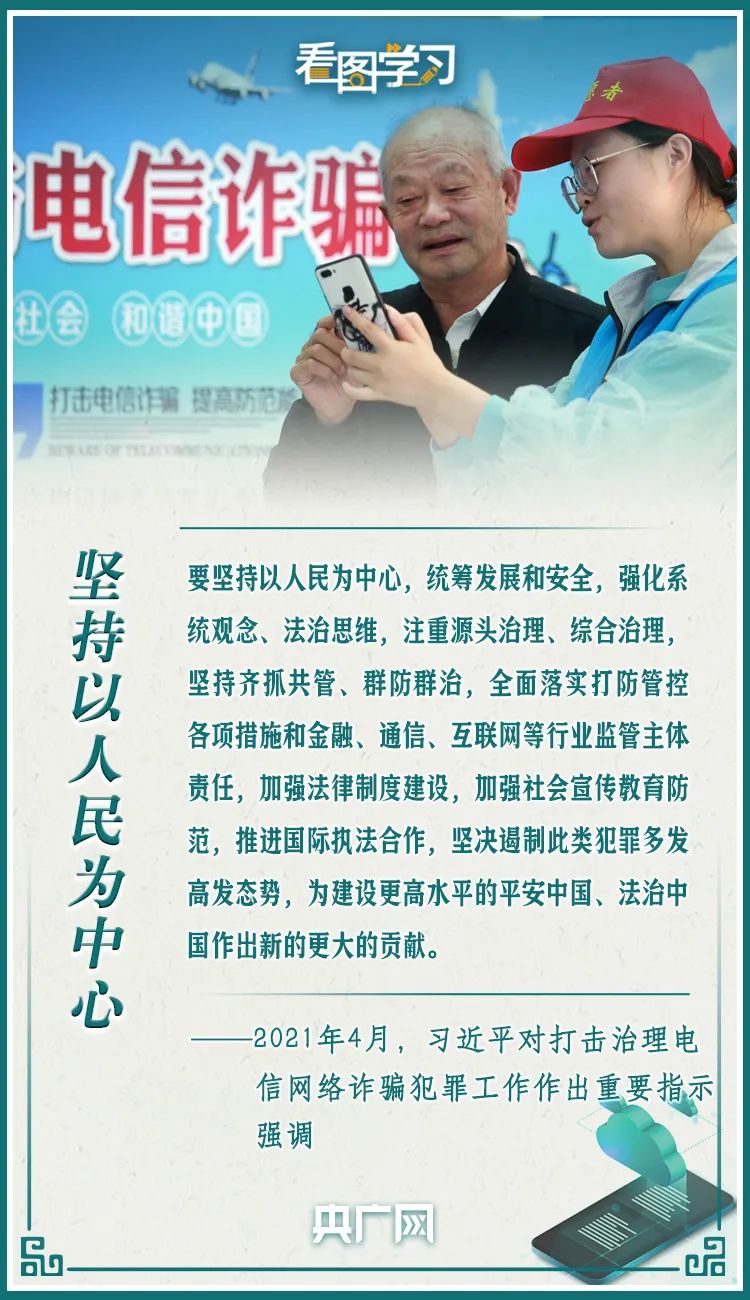 看图学习
愿者
电信诈骗
社会 和谐中国
打击电信诈骗 提高防范能
BEWARE OF TELECOMMUNICATION
坚持以人民为中心
要坚持以人民为中心，统筹发展和安全，强化系
统观念、法治思维，注重源头治理、综合治理，
坚持齐抓共管、群防群治，全面落实打防管控
各项措施和金融、通信、互联网等行业监管主体
责任，加强法律制度建设，加强社会宣传教育防
范，推进国际执法合作，坚决遏制此类犯罪多发
高发态势，为建设更高水平的平安中国、法治中
国作出新的更大的贡献。
——2021年4月，习近平对打击治理电
信网络诈骗犯罪工作作出重要指示
强调
央广网